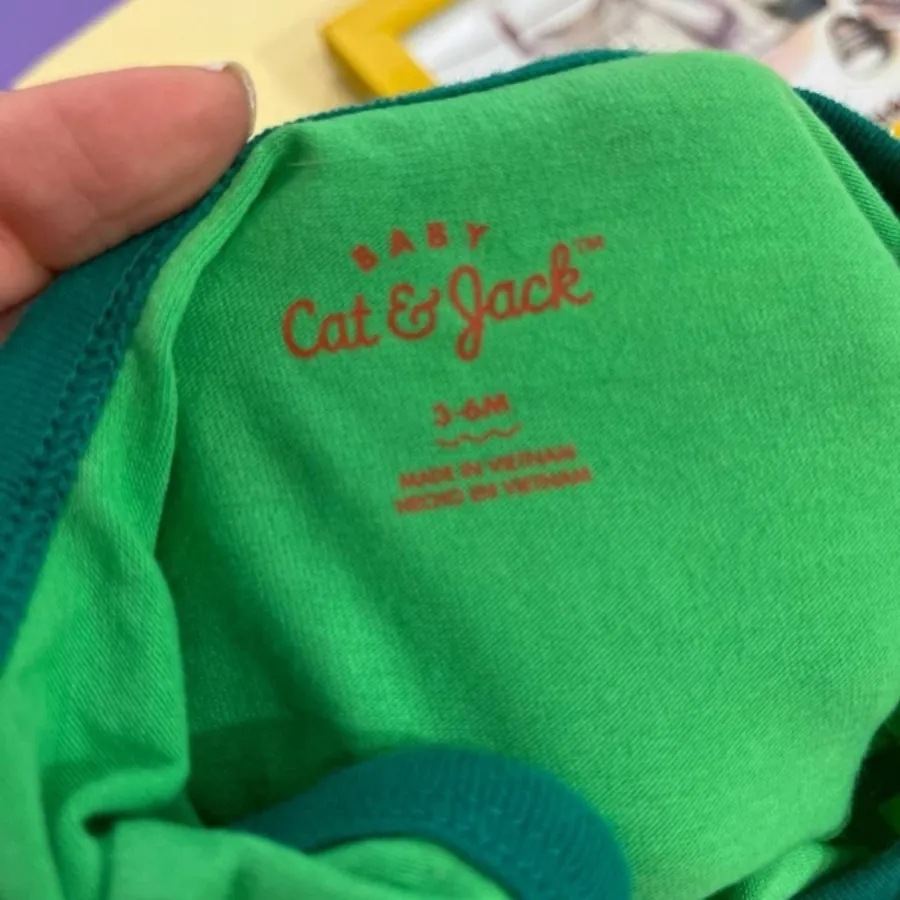 BABY
Cat & Jack™
3-6M
MADE IN VIETNAM
HECHO EN VIETNAM